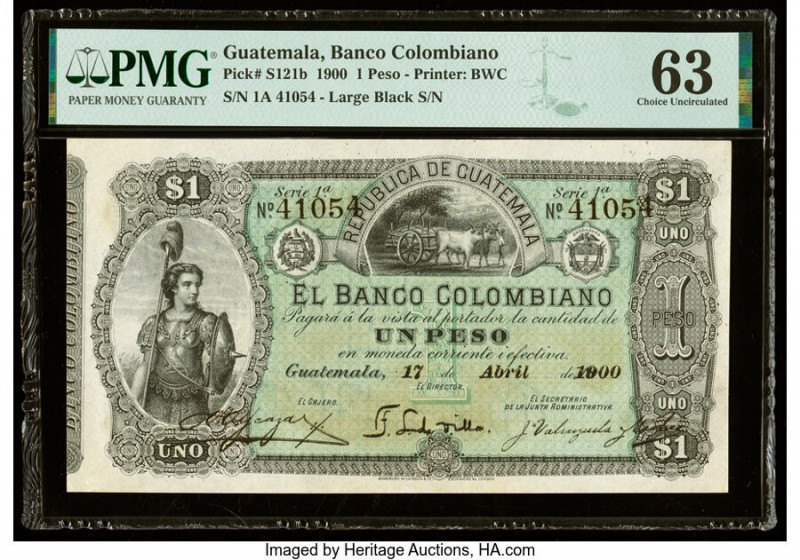 PMG
PAPER MONEY GUARANTY
Guatemala, Banco Colombiano
Pick# S121b 1900 1 Peso - Printer: BWC
S/N 1A 41054 - Large Black S/N
63
Choice Uncirculated
BANCO COLOMBIANO
$1
Serie 1a
Nº 41054
REPUBLICA DE GUATEMALA
Serie 1a
Nº 41054
$1
UNO
EL BANCO COLOMBIANO
Pagará á la vista al portador la cantidad de
UN PESO
1
PESO
en moneda corriente i efectiva.
Guatemala, 17 de Abril de 1900
EL CAJERO
EL DIRECTOR
EL SECRETARIO
DE LA JUNTA ADMINISTRATIVA
UNO
UNO
$1
Imaged by Heritage Auctions, HA.com